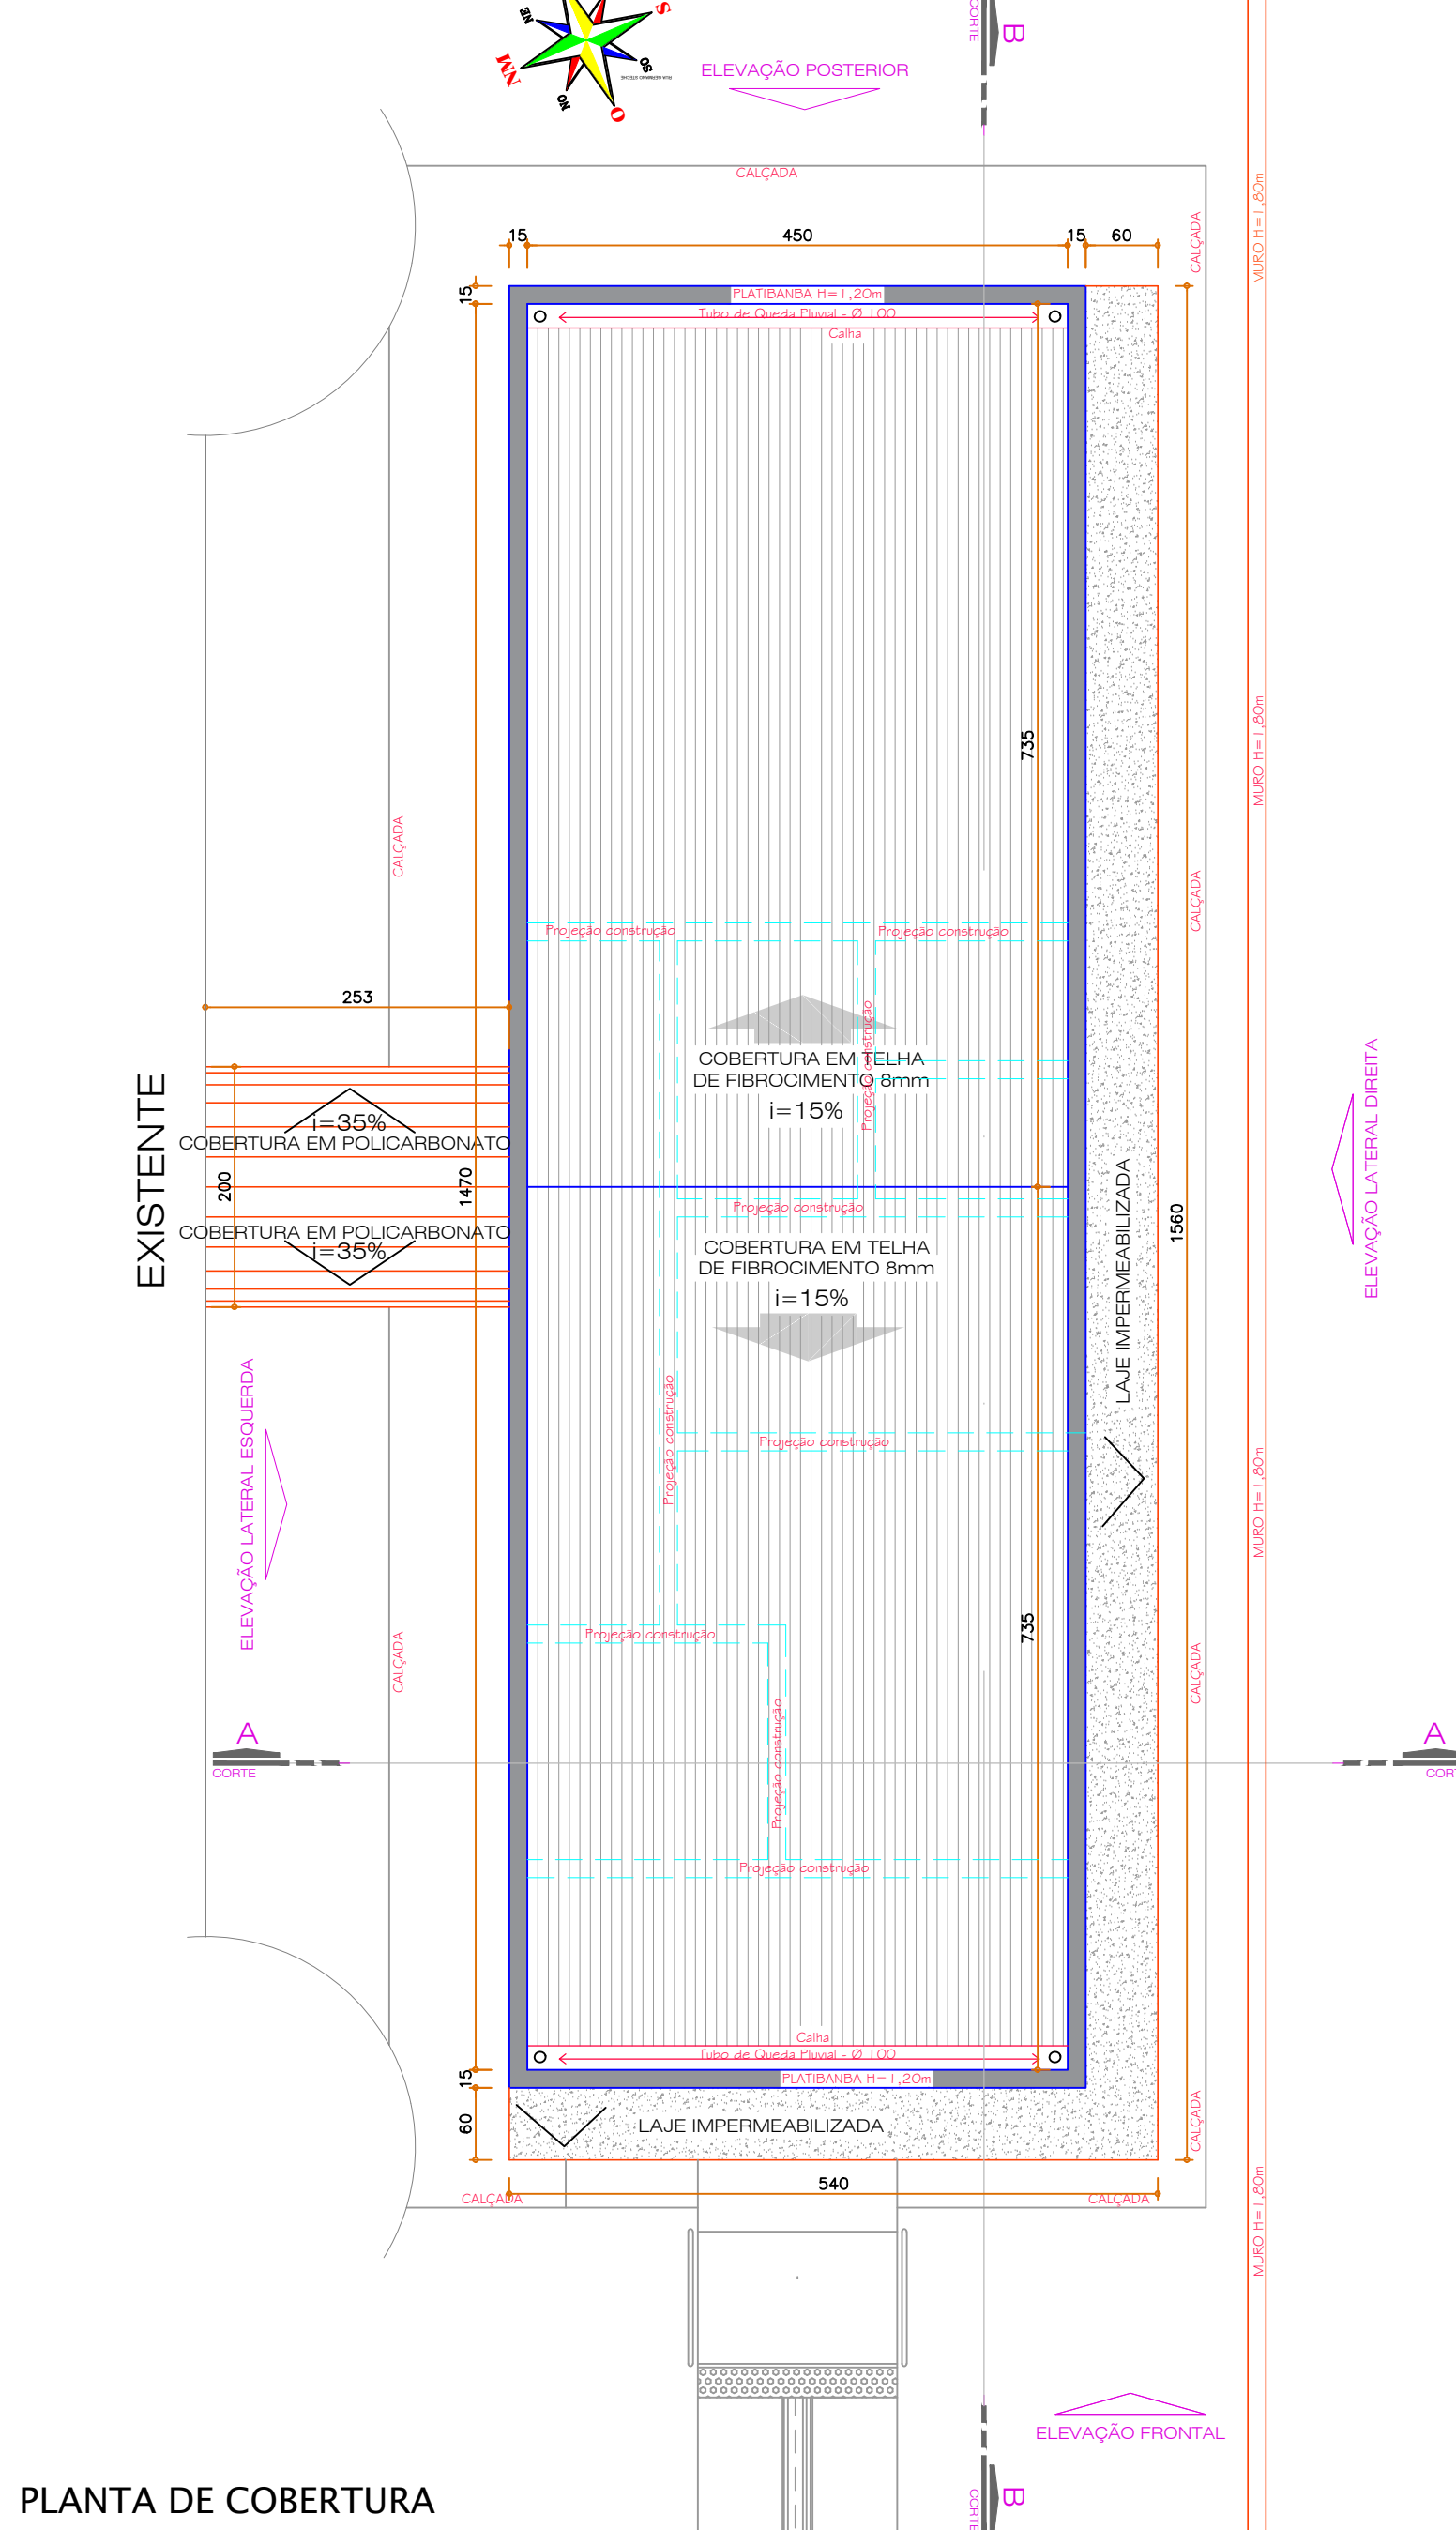 NE
S
SO
NM
NO
O
RUA GERMANO STECHE
CORTE
B
ELEVAÇÃO POSTERIOR
CALÇADA
MURO H=1,80m
CALÇADA
15
450
15
60
15
PLATIBANBA H=1,20m
Tubo de Queda Pluvial - Ø 100
Calha
735
MURO H=1,80m
CALÇADA
CALÇADA
Projeção construção
Projeção construção
253
Projeção construção
COBERTURA EM TELHA
DE FIBROCIMENTO 8mm
i=15%
EXISTENTE
i=35%
COBERTURA EM POLICARBONATO
200
1470
COBERTURA EM POLICARBONATO
i=35%
Projeção construção
COBERTURA EM TELHA
DE FIBROCIMENTO 8mm
i=15%
LAJE IMPERMEABILIZADA
1560
ELEVAÇÃO LATERAL DIREITA
ELEVAÇÃO LATERAL ESQUERDA
Projeção construção
Projeção construção
MURO H=1,80m
Projeção construção
735
CALÇADA
CALÇADA
Projeção construção
A
CORTE
A
CORT
Projeção construção
Calha
Tubo de Queda Pluvial - Ø 100
15
PLATIBANBA H=1,20m
60
LAJE IMPERMEABILIZADA
CALÇADA
540
CALÇADA
CALÇADA
MURO H=1,80m
ELEVAÇÃO FRONTAL
CORTE
B
PLANTA DE COBERTURA